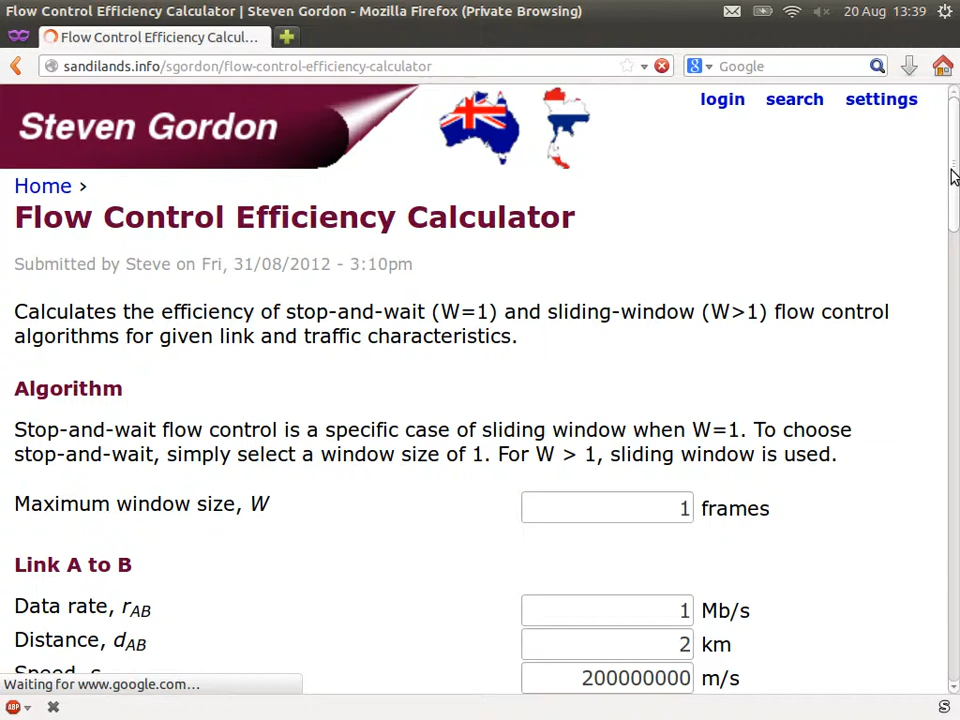 Flow Control Efficiency Calculator | Steven Gordon - Mozilla Firefox (Private Browsing)
20 Aug 13:39
Flow Control Efficiency Calcul...
sandilands.info/sgordon/flow-control-efficiency-calculator
Google
Steven Gordon
login search settings
Home ›
Flow Control Efficiency Calculator
Submitted by Steve on Fri, 31/08/2012 - 3:10pm
Calculates the efficiency of stop-and-wait (W=1) and sliding-window (W>1) flow control
algorithms for given link and traffic characteristics.
Algorithm
Stop-and-wait flow control is a specific case of sliding window when W=1. To choose
stop-and-wait, simply select a window size of 1. For W > 1, sliding window is used.
Maximum window size, W 1 frames
Link A to B
Data rate, rAB 1 Mb/s
Distance, dAB 2 km
Speed, s 200000000 m/s
Waiting for www.google.com...
ABP
S